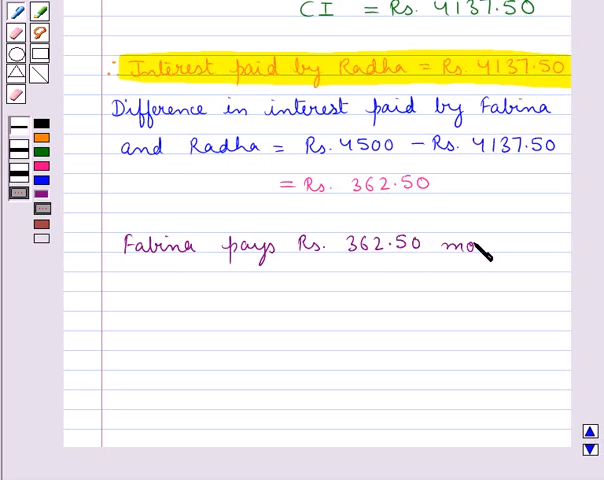 CI = Rs. 4137.50
∴ Interest paid by Radha = Rs. 4137.50
Difference in interest paid by Fabina
and Radha = Rs. 4500 - Rs. 4137.50
= Rs. 362.50
Fabina pays Rs. 362.50 mo